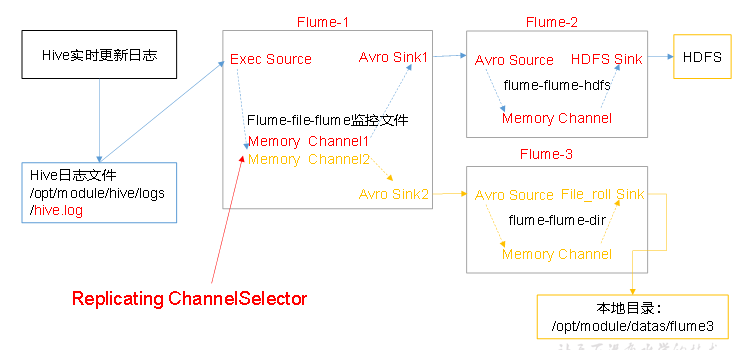 Flume-1
Flume-2
Hive实时更新日志
Exec Source
Avro Sink1
Avro Source
HDFS Sink
HDFS
flume-flume-hdfs
Flume-file-flume监控文件
Memory Channel
Memory Channel1
Memory Channel2
Flume-3
Hive日志文件
/opt/module/hive/logs
/hive.log
Avro Sink2
Avro Source
File_roll Sink
flume-flume-dir
Memory Channel
Replicating ChannelSelector
本地目录：
/opt/module/datas/flume3